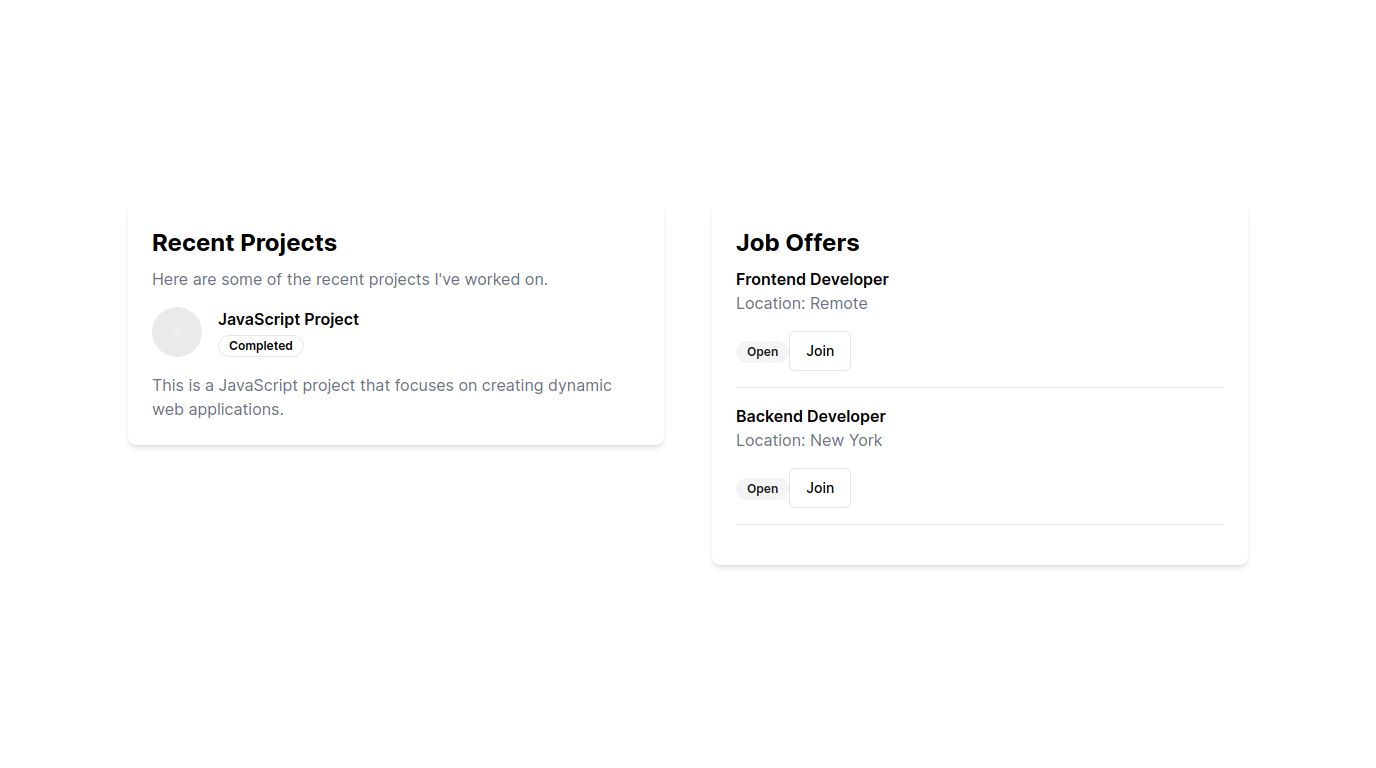 Recent Projects
Here are some of the recent projects I've worked on.
JavaScript Project
Completed
This is a JavaScript project that focuses on creating dynamic
web applications.
Job Offers
Frontend Developer
Location: Remote
Open
Join
Backend Developer
Location: New York
Open
Join